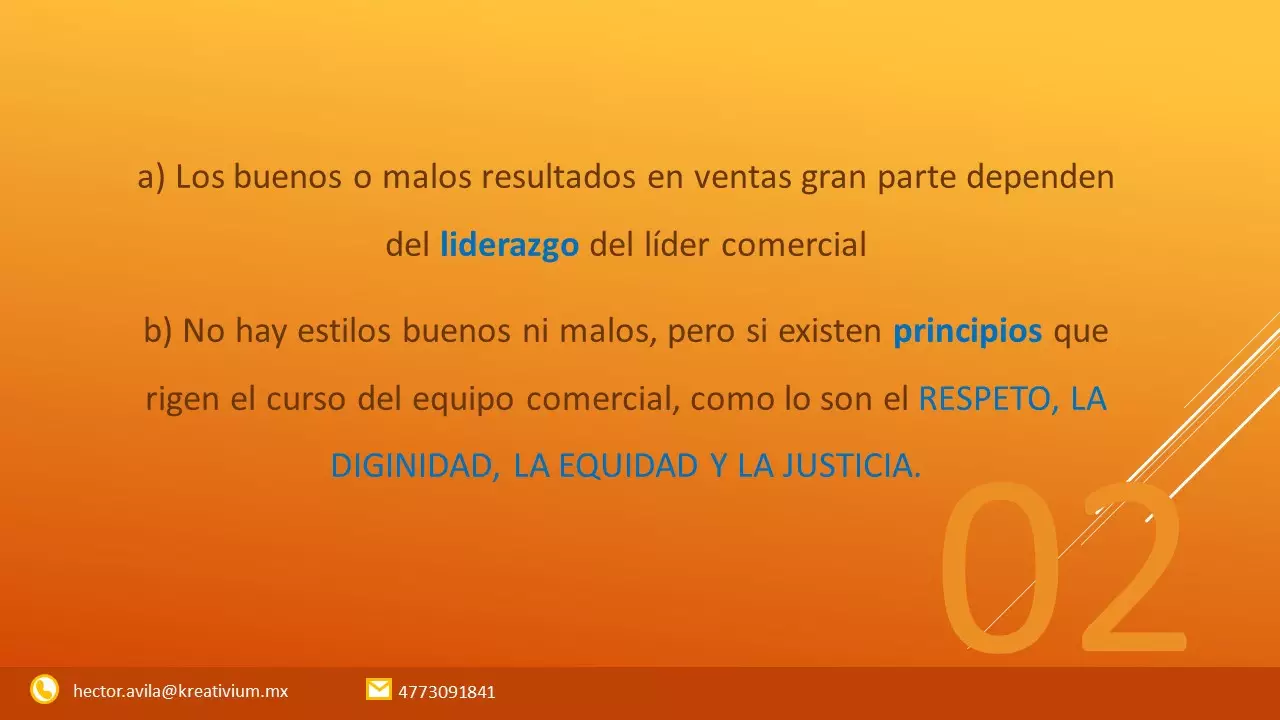 a) Los buenos o malos resultados en ventas gran parte dependen
del liderazgo del líder comercial
b) No hay estilos buenos ni malos, pero si existen principios que
rigen el curso del equipo comercial, como lo son el RESPETO, LA
DIGINIDAD, LA EQUIDAD Y LA JUSTICIA.
02
hector.avila@kreativium.mx 4773091841